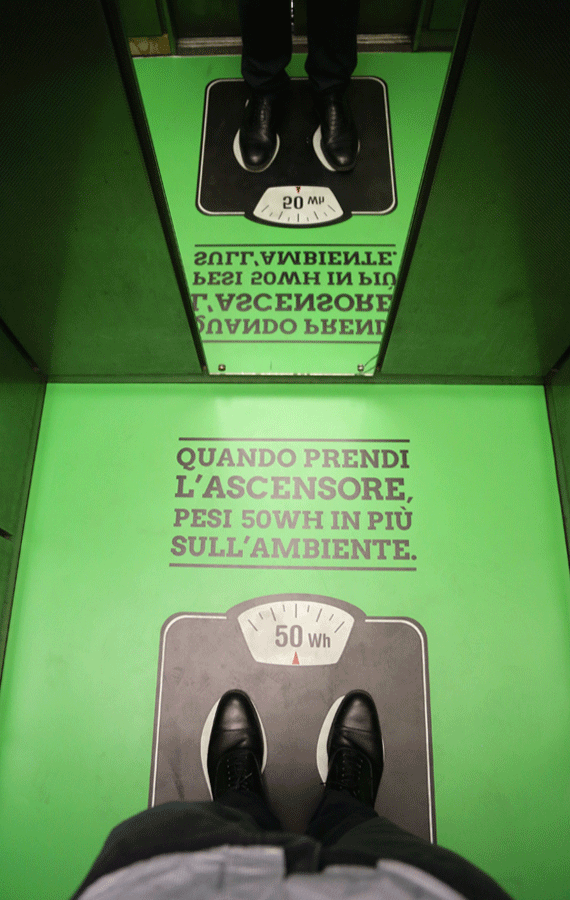 QUANDO PRENDI
L'ASCENSORE,
PESI 50WH IN PIÙ
SULL'AMBIENTE.
50 Wh